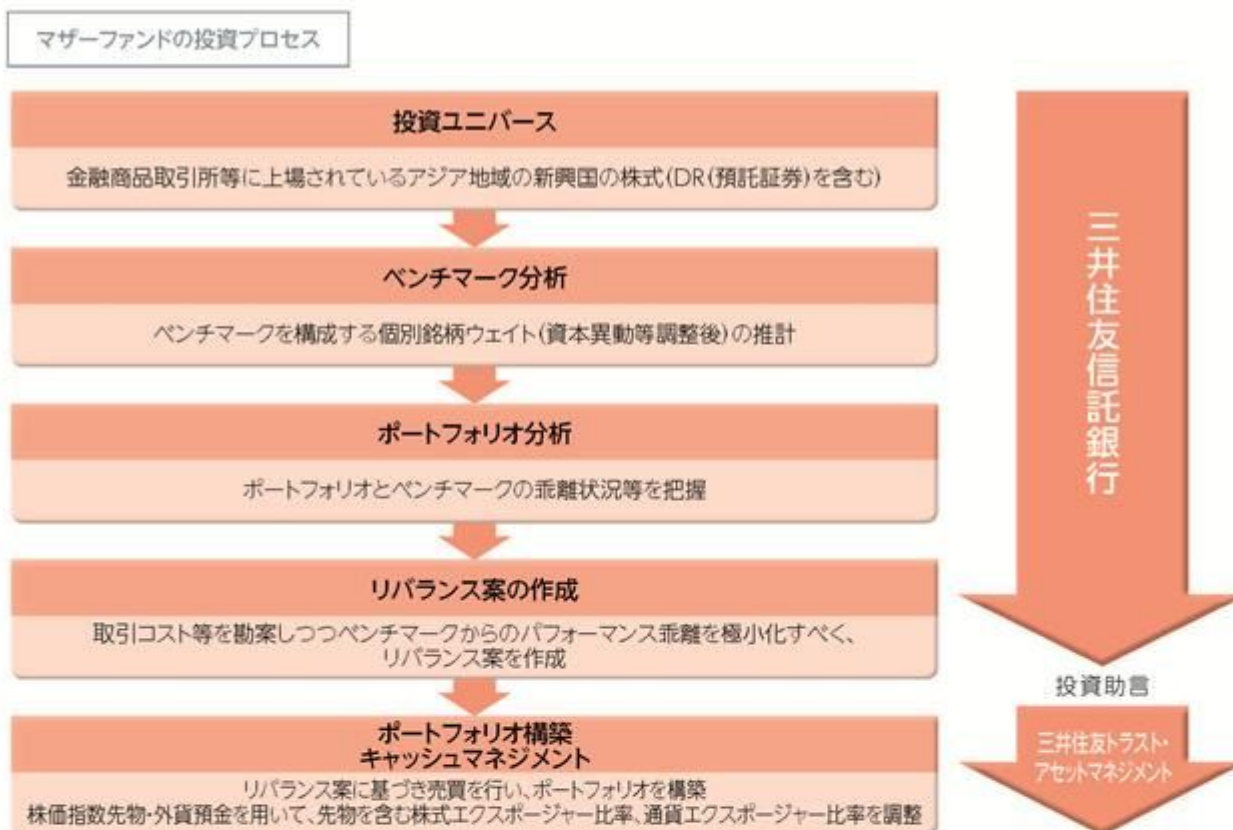 マザーファンドの投資プロセス
投資ユニバース
金融商品取引所等に上場されているアジア地域の新興国の株式(DR(預託証券)を含む)
ベンチマーク分析
ベンチマークを構成する個別銘柄ウェイト(資本異動等調整後)の推計
ポートフォリオ分析
ポートフォリオとベンチマークの乖離状況等を把握
リバランス案の作成
取引コスト等を勘案しつつベンチマークからのパフォーマンス乖離を極小化すべく、
リバランス案を作成
ポートフォリオ構築
キャッシュマネジメント
リバランス案に基づき売買を行い、ポートフォリオを構築
株価指数先物・外貨預金を用いて、先物を含む株式エクスポージャー比率、通貨エクスポージャー比率を調整
三井住友信託銀行
投資助言
三井住友トラスト・
アセットマネジメント